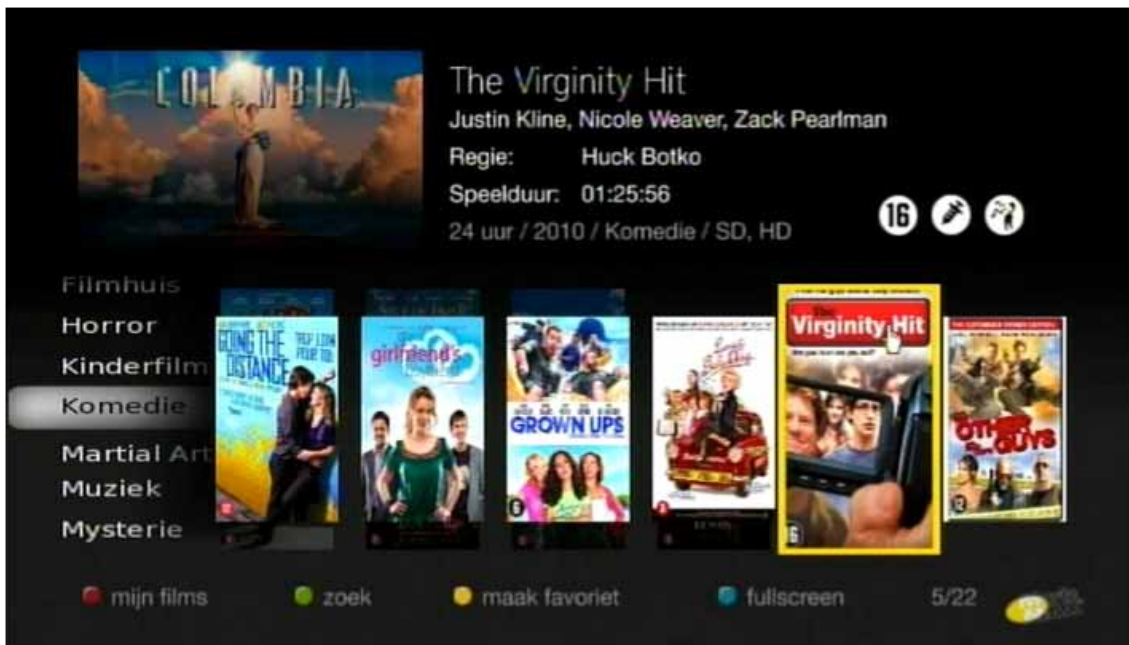 COLUMBIA
The Virginity Hit
Justin Kline, Nicole Weaver, Zack Pearlman
Regie: Huck Botko
Speelduur: 01:25:56
24 uur / 2010 / Komedie / SD, HD
16
Filmhuis
Horror
Kinderfilm
Komedie
Martial Art
Muziek
Mysterie
GOING THE
DISTANCE
girlfriend's
GROWN UPS
6
The
Virginity Hit
THE OTHER GUYS
12
mijn films
zoek
maak favoriet
fullscreen
5/22